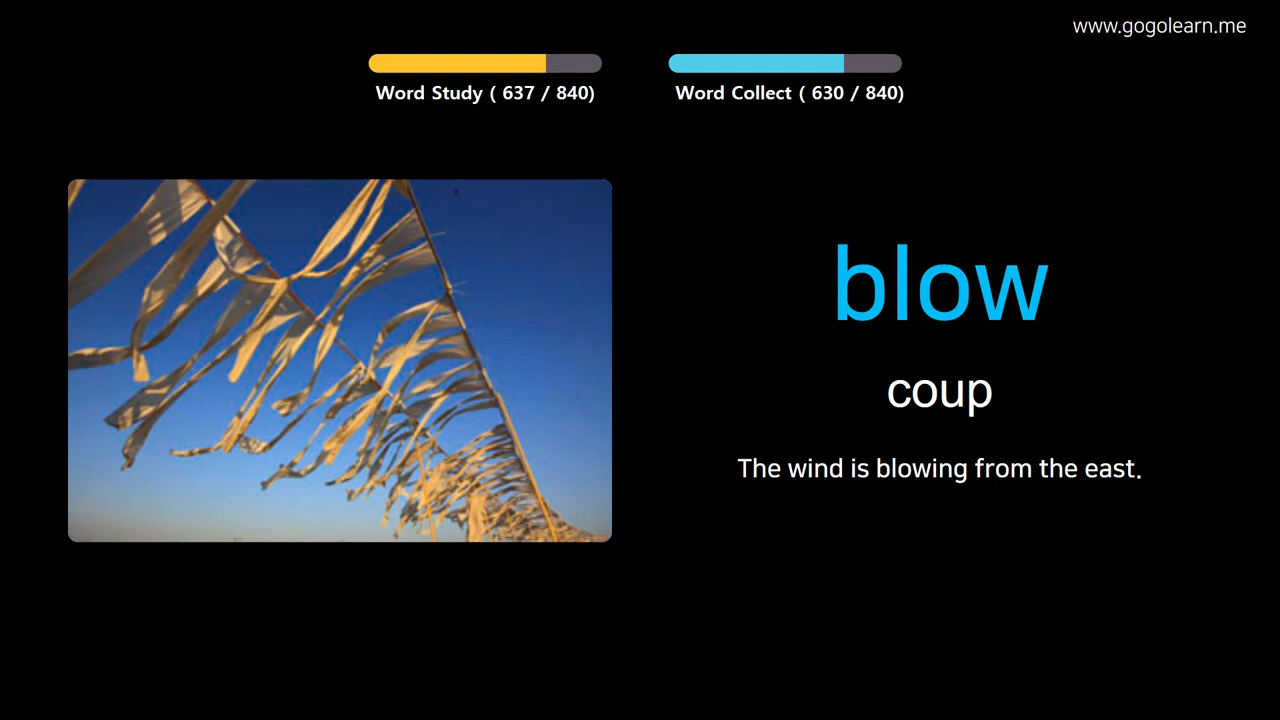 www.gogolearn.me
Word Study ( 637 / 840)
Word Collect ( 630 / 840)
blow
coup
The wind is blowing from the east.